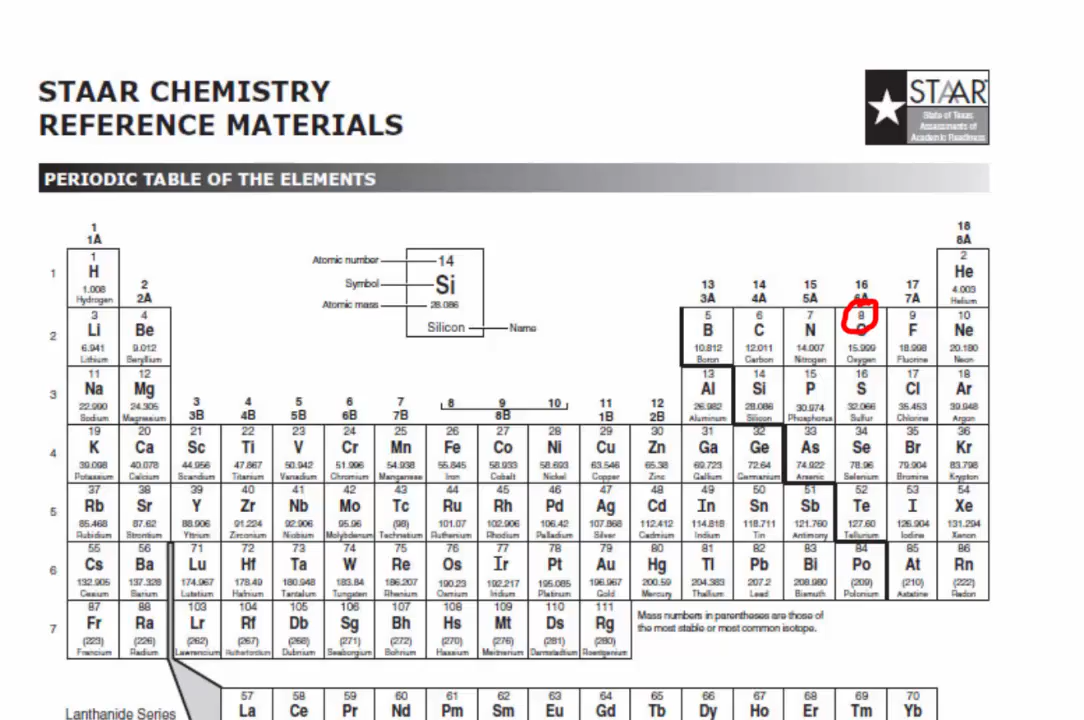 STAAR CHEMISTRY
REFERENCE MATERIALS
STAAR
State of Texas
Assessments of
Academic Readiness
PERIODIC TABLE OF THE ELEMENTS
1 18
1A 8A
1 Atomic number 14 2
1 H Symbol Si He
1.008 2 Atomic mass 28.086 13 14 15 16 17 4.003
Hydrogen 2A Silicon Name 3A 4A 5A 6A 7A Helium
3 4 5 6 7 8 9 10
2 Li Be B C N O F Ne
6.941 9.012 10.812 12.011 14.007 15.999 18.998 20.180
Lithium Beryllium Boron Carbon Nitrogen Oxygen Fluorine Neon
11 12 13 14 15 16 17 18
3 Na Mg 3 4 5 6 7 8 9 10 11 12 Al Si P S Cl Ar
22.990 24.305 3B 4B 5B 6B 7B 8B 1B 2B 26.982 28.086 30.974 32.066 35.453 39.948
Sodium Magnesium Aluminum Silicon Phosphorus Sulfur Chlorine Argon
19 20 21 22 23 24 25 26 27 28 29 30 31 32 33 34 35 36
4 K Ca Sc Ti V Cr Mn Fe Co Ni Cu Zn Ga Ge As Se Br Kr
39.098 40.078 44.956 47.867 50.942 51.996 54.938 55.845 58.933 58.693 63.546 65.38 69.723 72.64 74.922 78.96 79.904 83.798
Potassium Calcium Scandium Titanium Vanadium Chromium Manganese Iron Cobalt Nickel Copper Zinc Gallium Germanium Arsenic Selenium Bromine Krypton
37 38 39 40 41 42 43 44 45 46 47 48 49 50 51 52 53 54
5 Rb Sr Y Zr Nb Mo Tc Ru Rh Pd Ag Cd In Sn Sb Te I Xe
85.468 87.62 88.906 91.224 92.906 95.96 (98) 101.07 102.906 106.42 107.868 112.412 114.818 118.711 121.760 127.60 126.904 131.294
Rubidium Strontium Yttrium Zirconium Niobium Molybdenum Technetium Ruthenium Rhodium Palladium Silver Cadmium Indium Tin Antimony Tellurium Iodine Xenon
55 56 71 72 73 74 75 76 77 78 79 80 81 82 83 84 85 86
6 Cs Ba Lu Hf Ta W Re Os Ir Pt Au Hg Tl Pb Bi Po At Rn
132.905 137.328 174.967 178.49 180.948 183.84 186.207 190.23 192.217 195.085 196.967 200.59 204.383 207.2 208.980 (209) (210) (222)
Cesium Barium Lutetium Hafnium Tantalum Tungsten Rhenium Osmium Iridium Platinum Gold Mercury Thallium Lead Bismuth Polonium Astatine Radon
87 88 103 104 105 106 107 108 109 110 111
7 Fr Ra Lr Rf Db Sg Bh Hs Mt Ds Rg
(223) (226) (262) (267) (268) (271) (272) (270) (276) (281) (280)
Francium Radium Lawrencium Rutherfordium Dubnium Seaborgium Bohrium Hassium Meitnerium Darmstadtium Roentgenium
Mass numbers in parentheses are those of
the most stable or most common isotope.
57 58 59 60 61 62 63 64 65 66 67 68 69 70
Lanthanide Series La Ce Pr Nd Pm Sm Eu Gd Tb Dy Ho Er Tm Yb